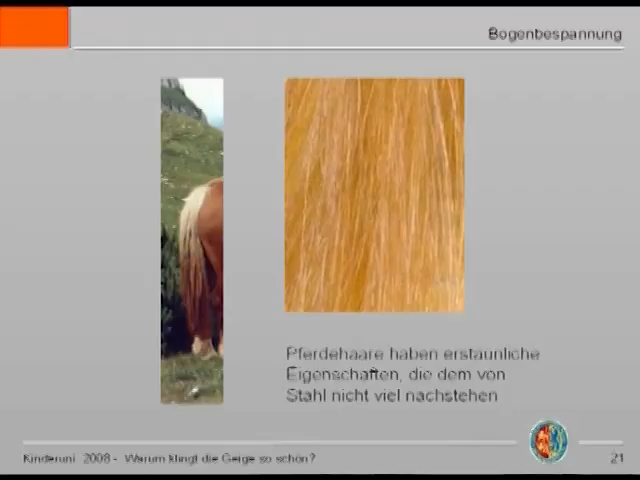 Bogenbespannung
Pferdehaare haben erstaunliche
Eigenschaften, die dem von
Stahl nicht viel nachstehen
Kinderuni 2008 - Warum klingt die Geige so schön?
21